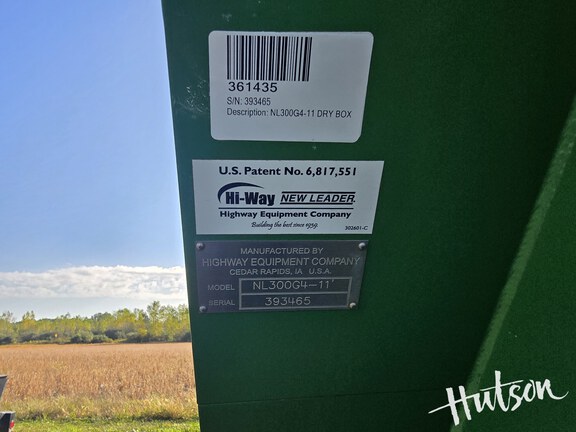 361435
S/N: 393465
Description: NL300G4-11 DRY BOX
U.S. Patent No. 6,817,551
Hi-Way NEW LEADER
Highway Equipment Company
Building the best since 1939.
302601-C
MANUFACTURED BY
HIGHWAY EQUIPMENT COMPANY
CEDAR RAPIDS, IA U.S.A.
MODEL NL300G4-11'
SERIAL 393465
Hutson